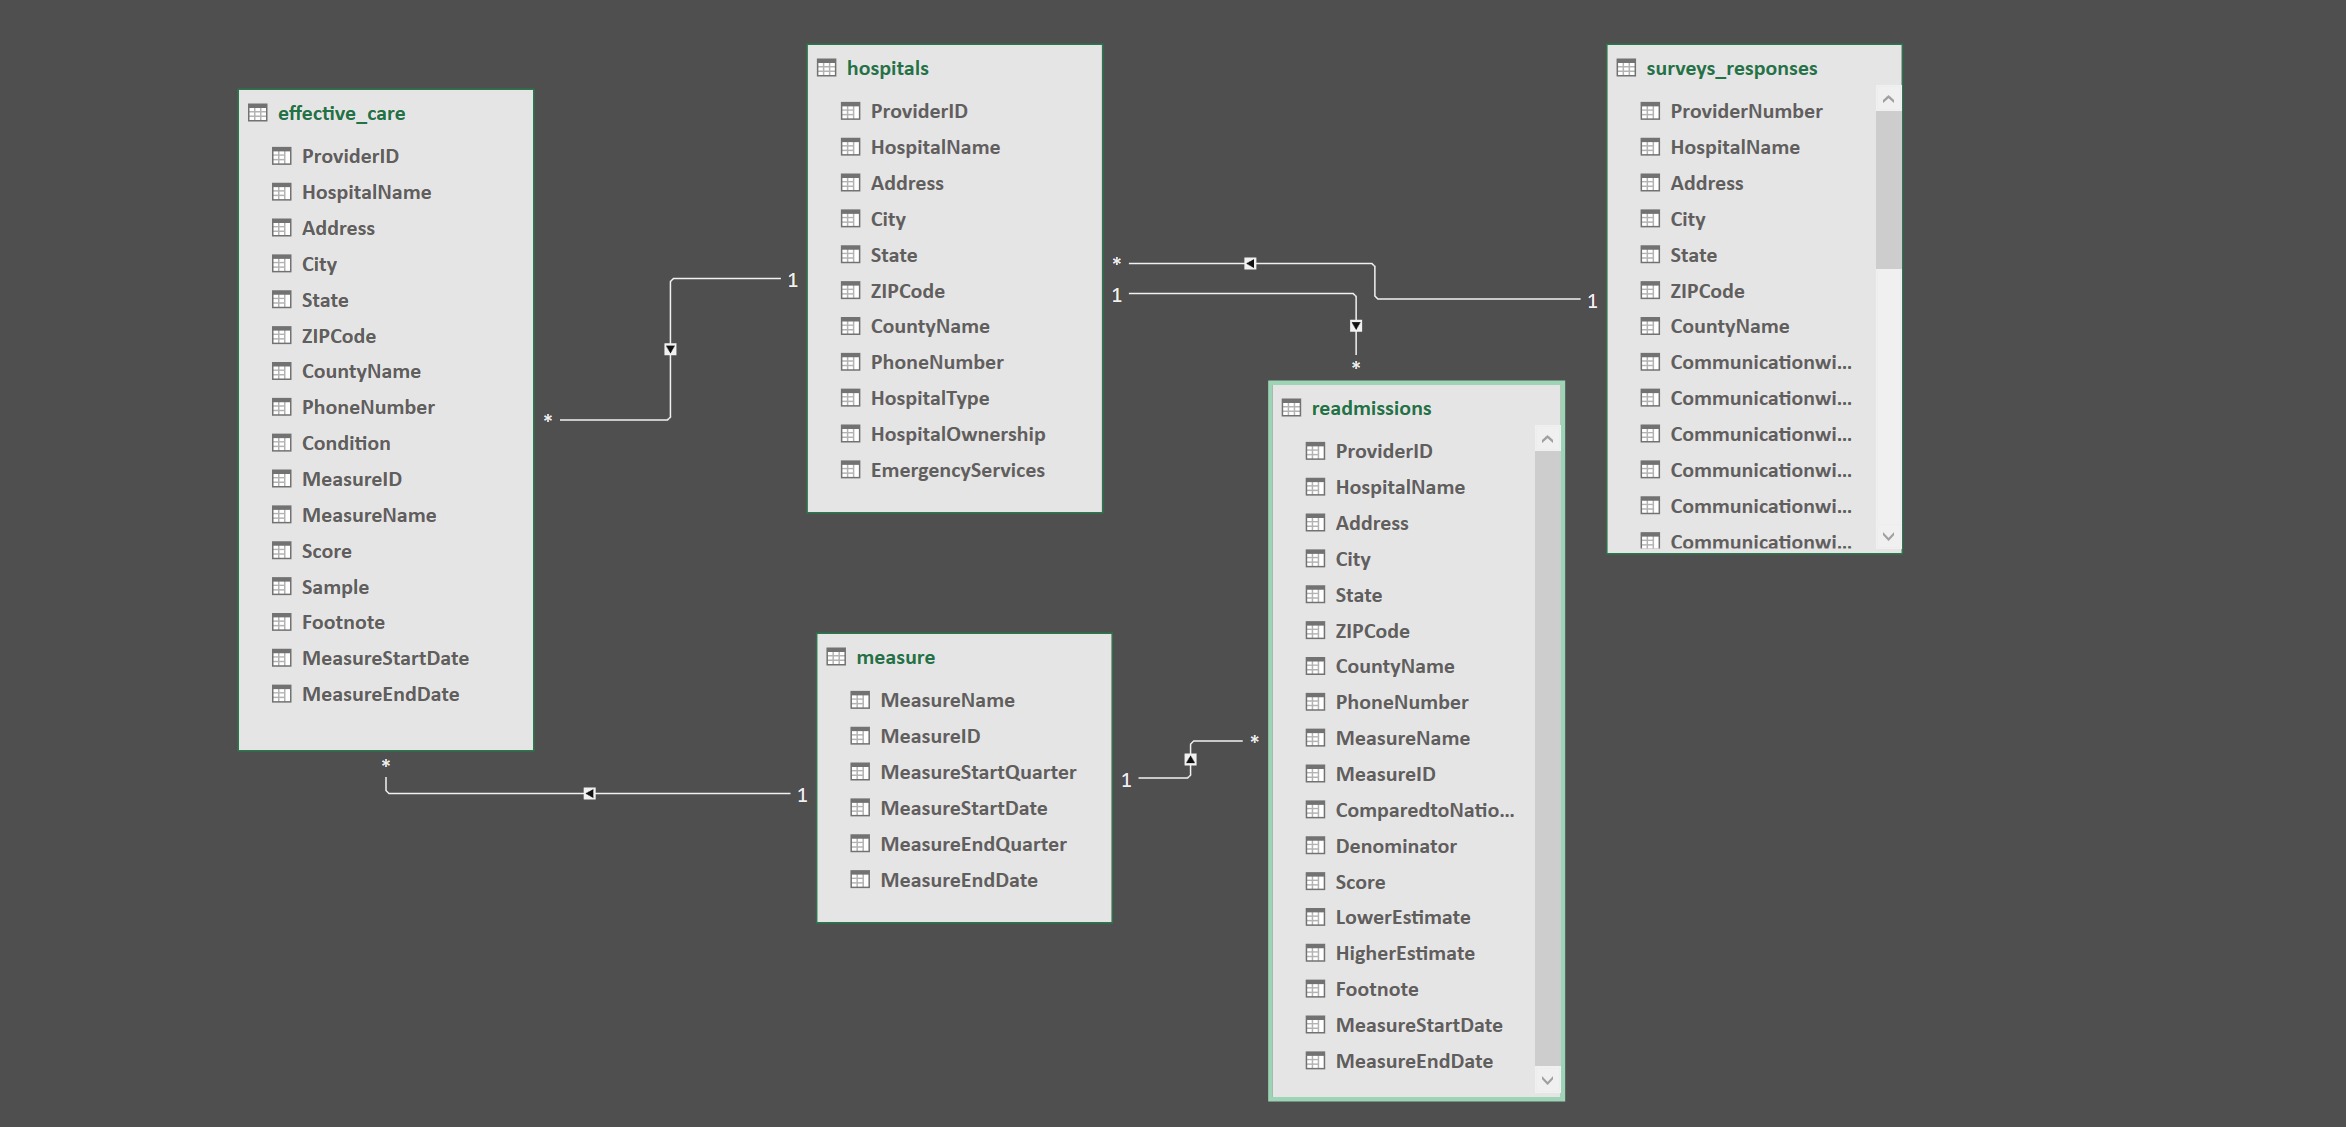 effective_care
ProviderID
HospitalName
Address
City
State
ZIPCode
CountyName
PhoneNumber
Condition
MeasureID
MeasureName
Score
Sample
Footnote
MeasureStartDate
MeasureEndDate
*
1
*
1
hospitals
ProviderID
HospitalName
Address
City
State
ZIPCode
CountyName
PhoneNumber
HospitalType
HospitalOwnership
EmergencyServices
*
1
1
*
measure
MeasureName
MeasureID
MeasureStartQuarter
MeasureStartDate
MeasureEndQuarter
MeasureEndDate
1
*
readmissions
ProviderID
HospitalName
Address
City
State
ZIPCode
CountyName
PhoneNumber
MeasureName
MeasureID
ComparedtoNatio...
Denominator
Score
LowerEstimate
HigherEstimate
Footnote
MeasureStartDate
MeasureEndDate
surveys_responses
ProviderNumber
HospitalName
Address
City
State
ZIPCode
CountyName
Communicationwi...
Communicationwi...
Communicationwi...
Communicationwi...
Communicationwi...
Communicationwi...